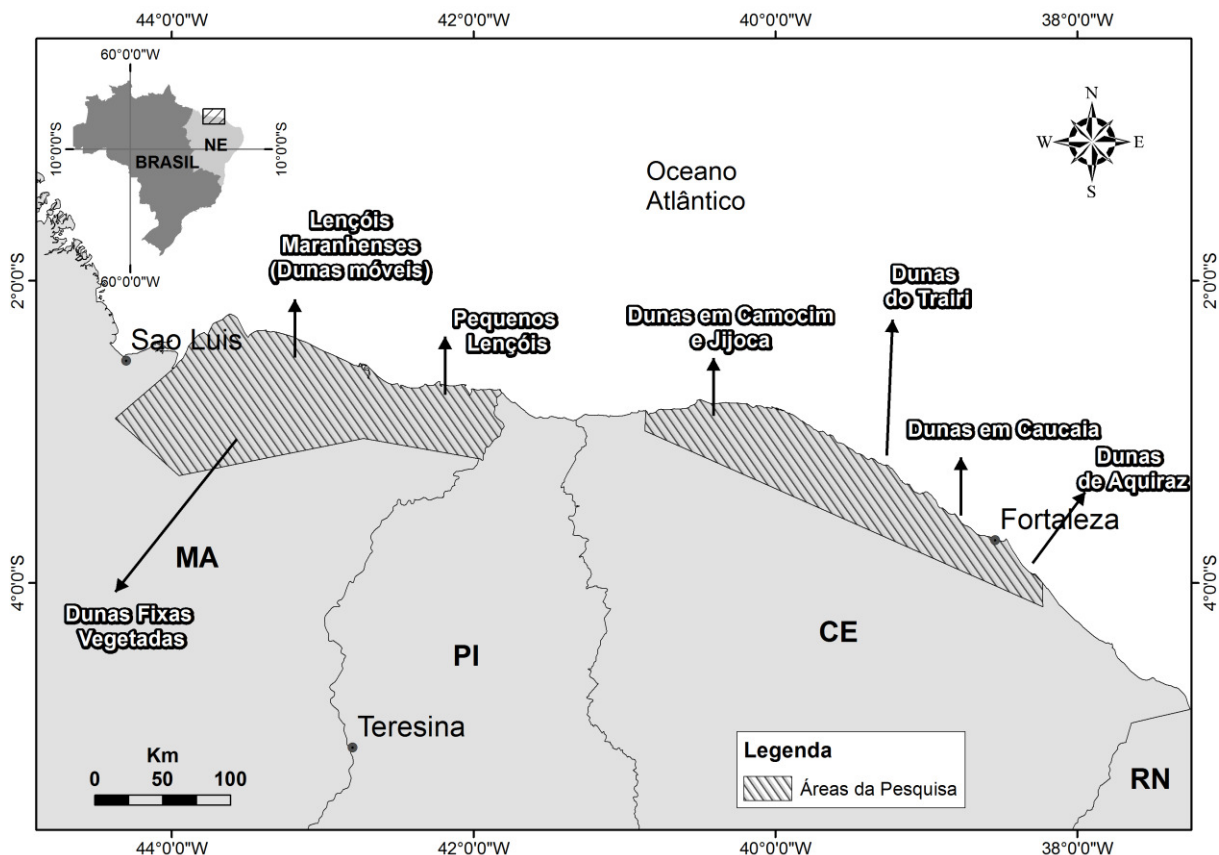 44°0'0"W
42°0'0"W
40°0'0"W
38°0'0"W
60°0'0"W
10°0'0"S
10°0'0"S
NE
BRASIL
60°0'0"W
N
W
E
S
Oceano
Atlântico
2°0'0"S
2°0'0"S
Lençóis
Maranhenses
(Dunas móveis)
Sao Luis
Pequenos
Lençóis
Dunas em Camocim
e Jijoca
Dunas
do Trairi
Dunas em Caucaia
Dunas
de Aquiraz
Fortaleza
4°0'0"S
4°0'0"S
MA
Dunas Fixas
Vegetadas
PI
CE
Teresina
RN
Km
0 50 100
Legenda
Áreas da Pesquisa
44°0'0"W
42°0'0"W
40°0'0"W
38°0'0"W